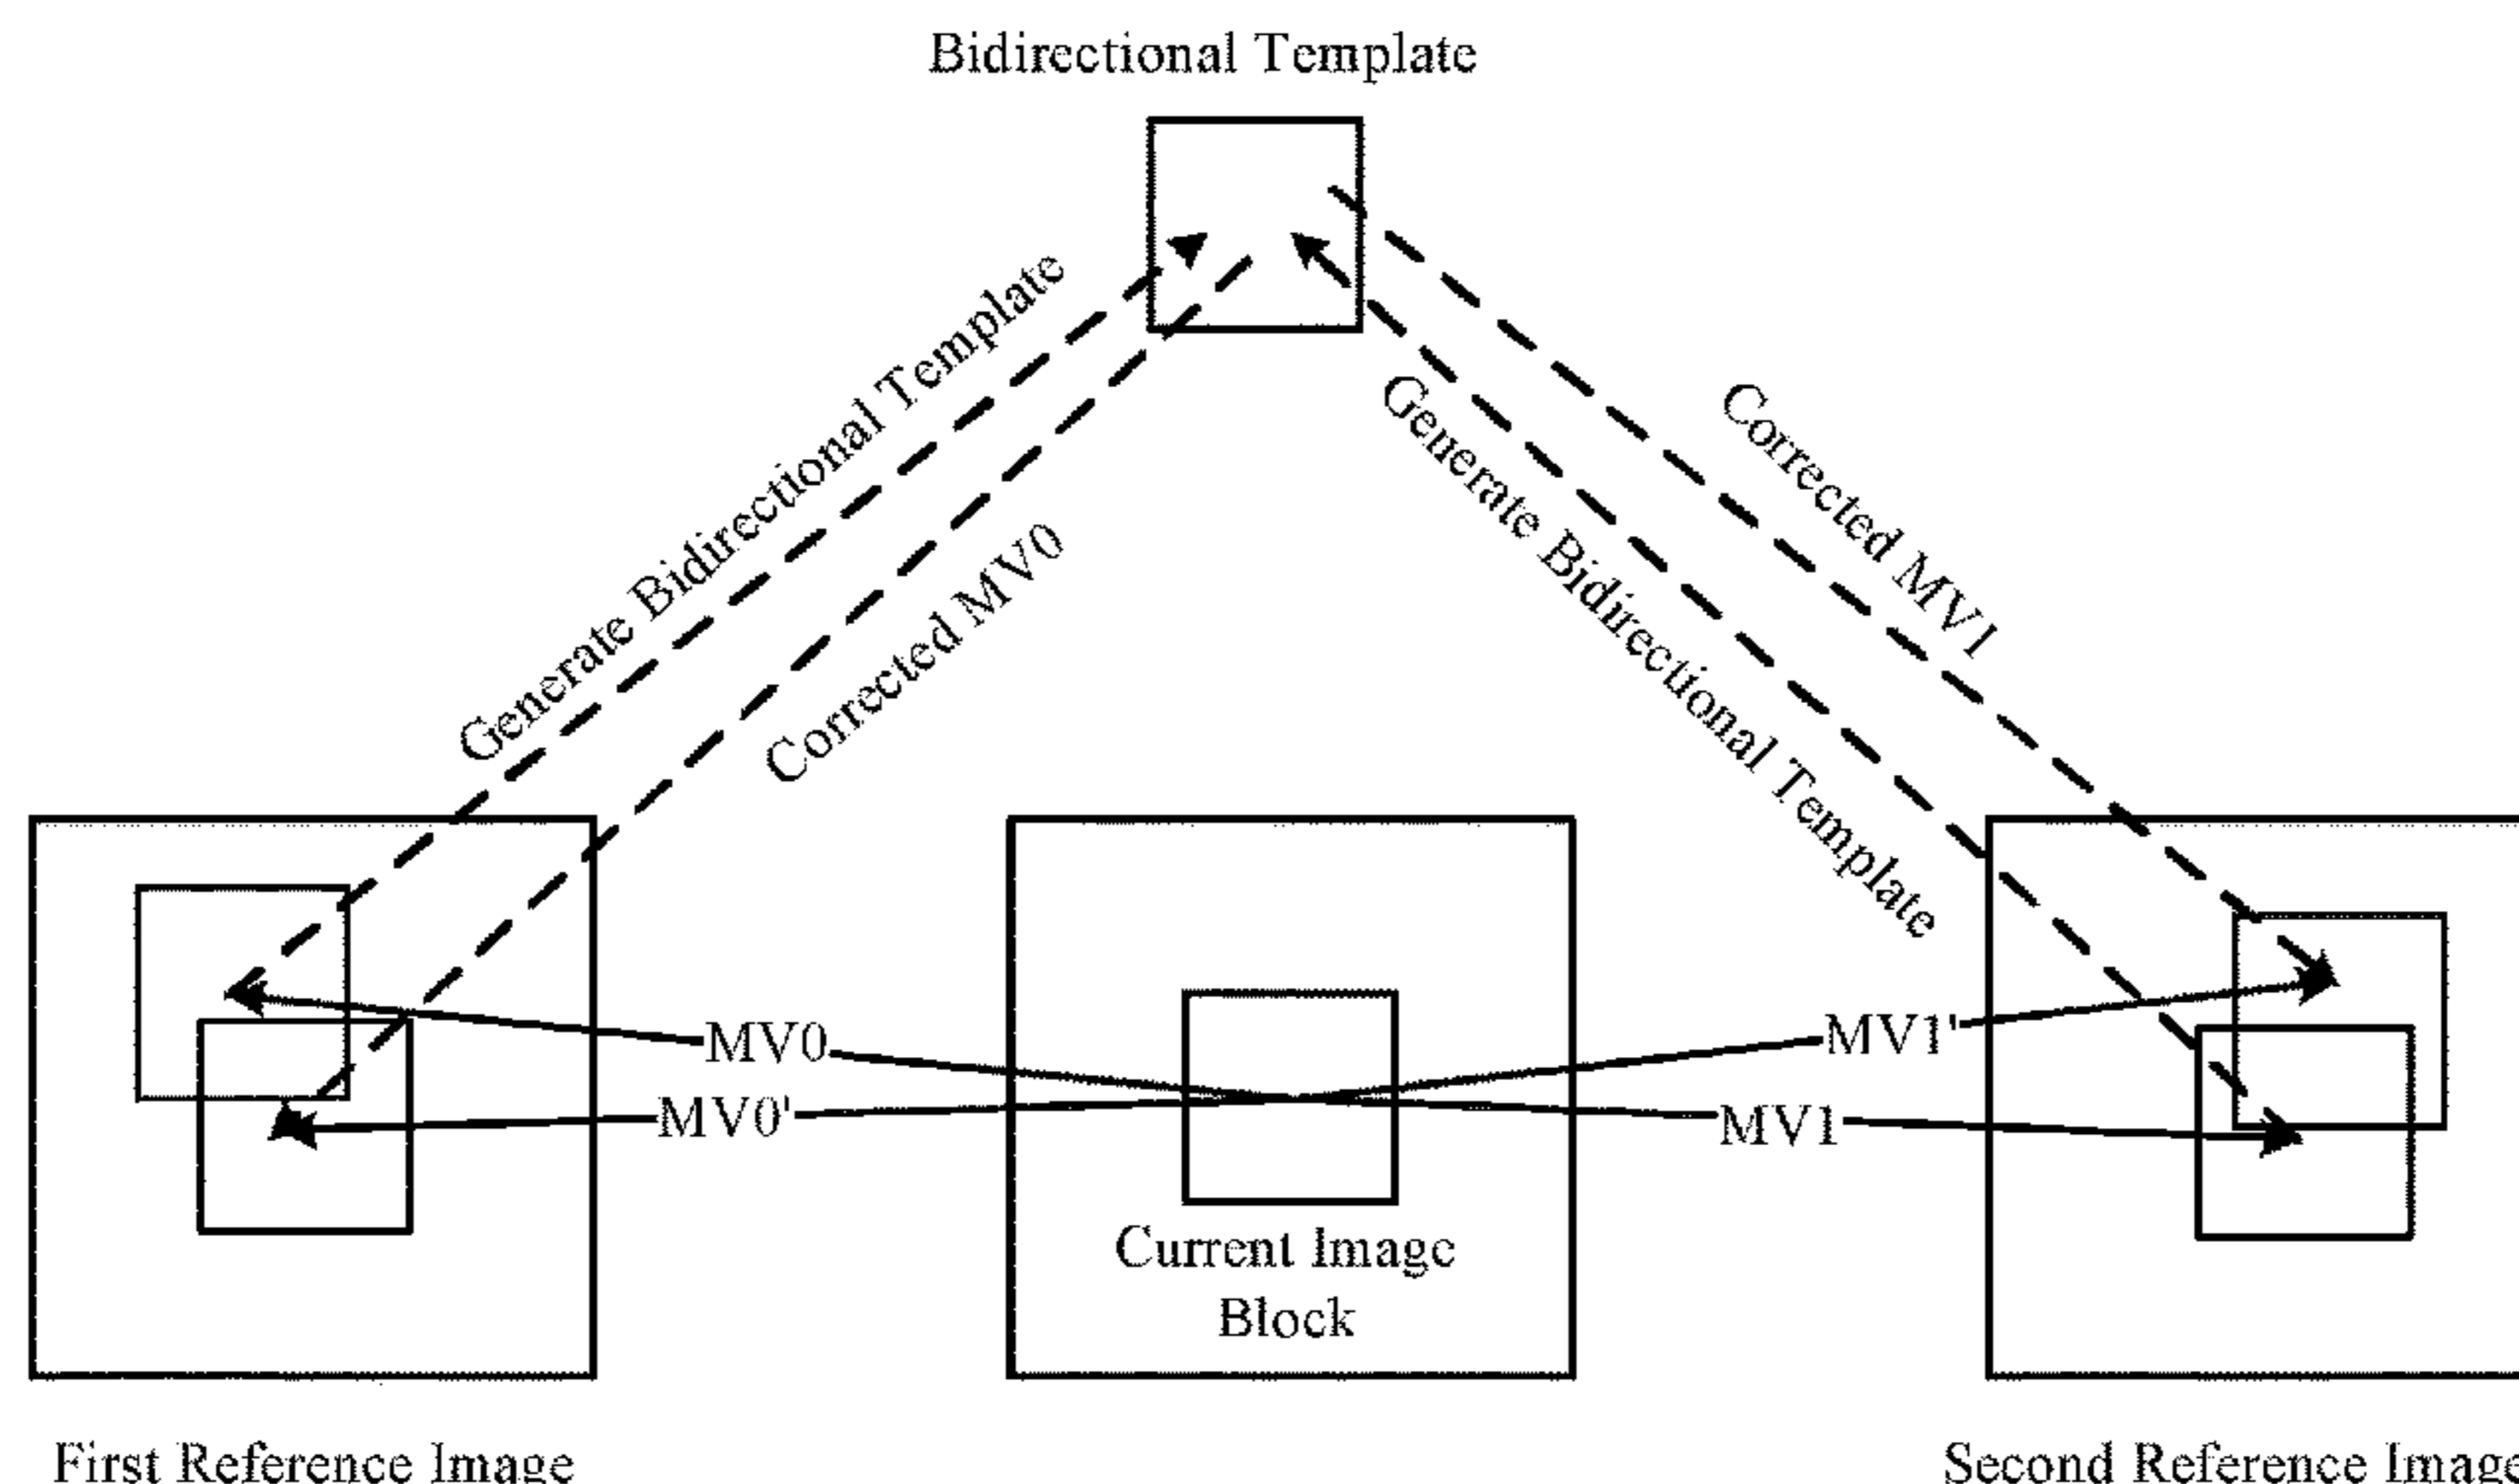 Bidirectional Template
Generate Bidirectional Template
Corrected MV0
Generate Bidirectional Template
Corrected MV1
MV0
MV0'
MV1'
MV1
Current Image
Block
First Reference Image
Second Reference Image